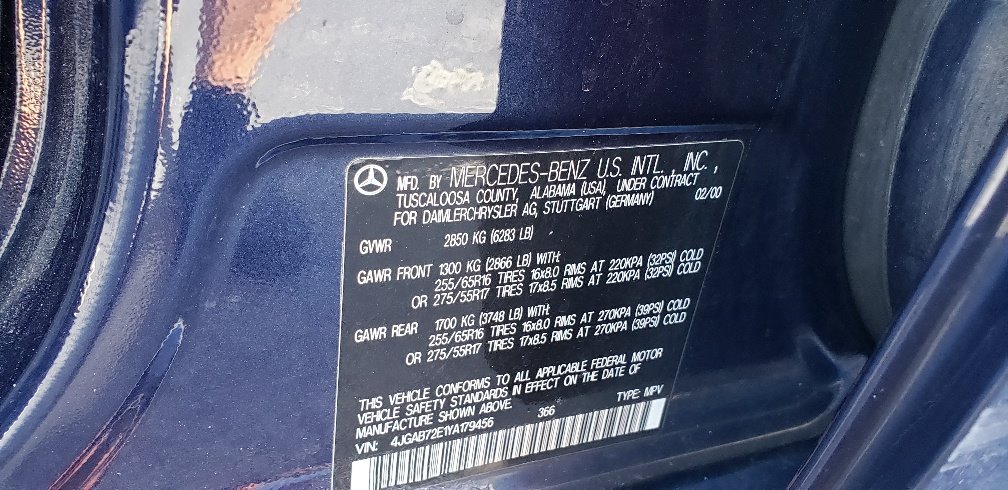 MFD. BY MERCEDES-BENZ U.S. INTL., INC.,
TUSCALOOSA COUNTY, ALABAMA (USA), UNDER CONTRACT
FOR DAIMLERCHRYSLER AG, STUTTGART (GERMANY) 02/00
GVWR 2850 KG (6283 LB)
GAWR FRONT 1300 KG (2866 LB) WITH:
255/65R16 TIRES 16x8.0 RIMS AT 220KPA (32PSI) COLD
OR 275/55R17 TIRES 17x8.5 RIMS AT 220KPA (32PSI) COLD
GAWR REAR 1700 KG (3748 LB) WITH:
255/65R16 TIRES 16x8.0 RIMS AT 270KPA (39PSI) COLD
OR 275/55R17 TIRES 17x8.5 RIMS AT 270KPA (39PSI) COLD
THIS VEHICLE CONFORMS TO ALL APPLICABLE FEDERAL MOTOR
VEHICLE SAFETY STANDARDS IN EFFECT ON THE DATE OF
MANUFACTURE SHOWN ABOVE. 366 TYPE: MPV
VIN: 4JGAB72E1YA179456